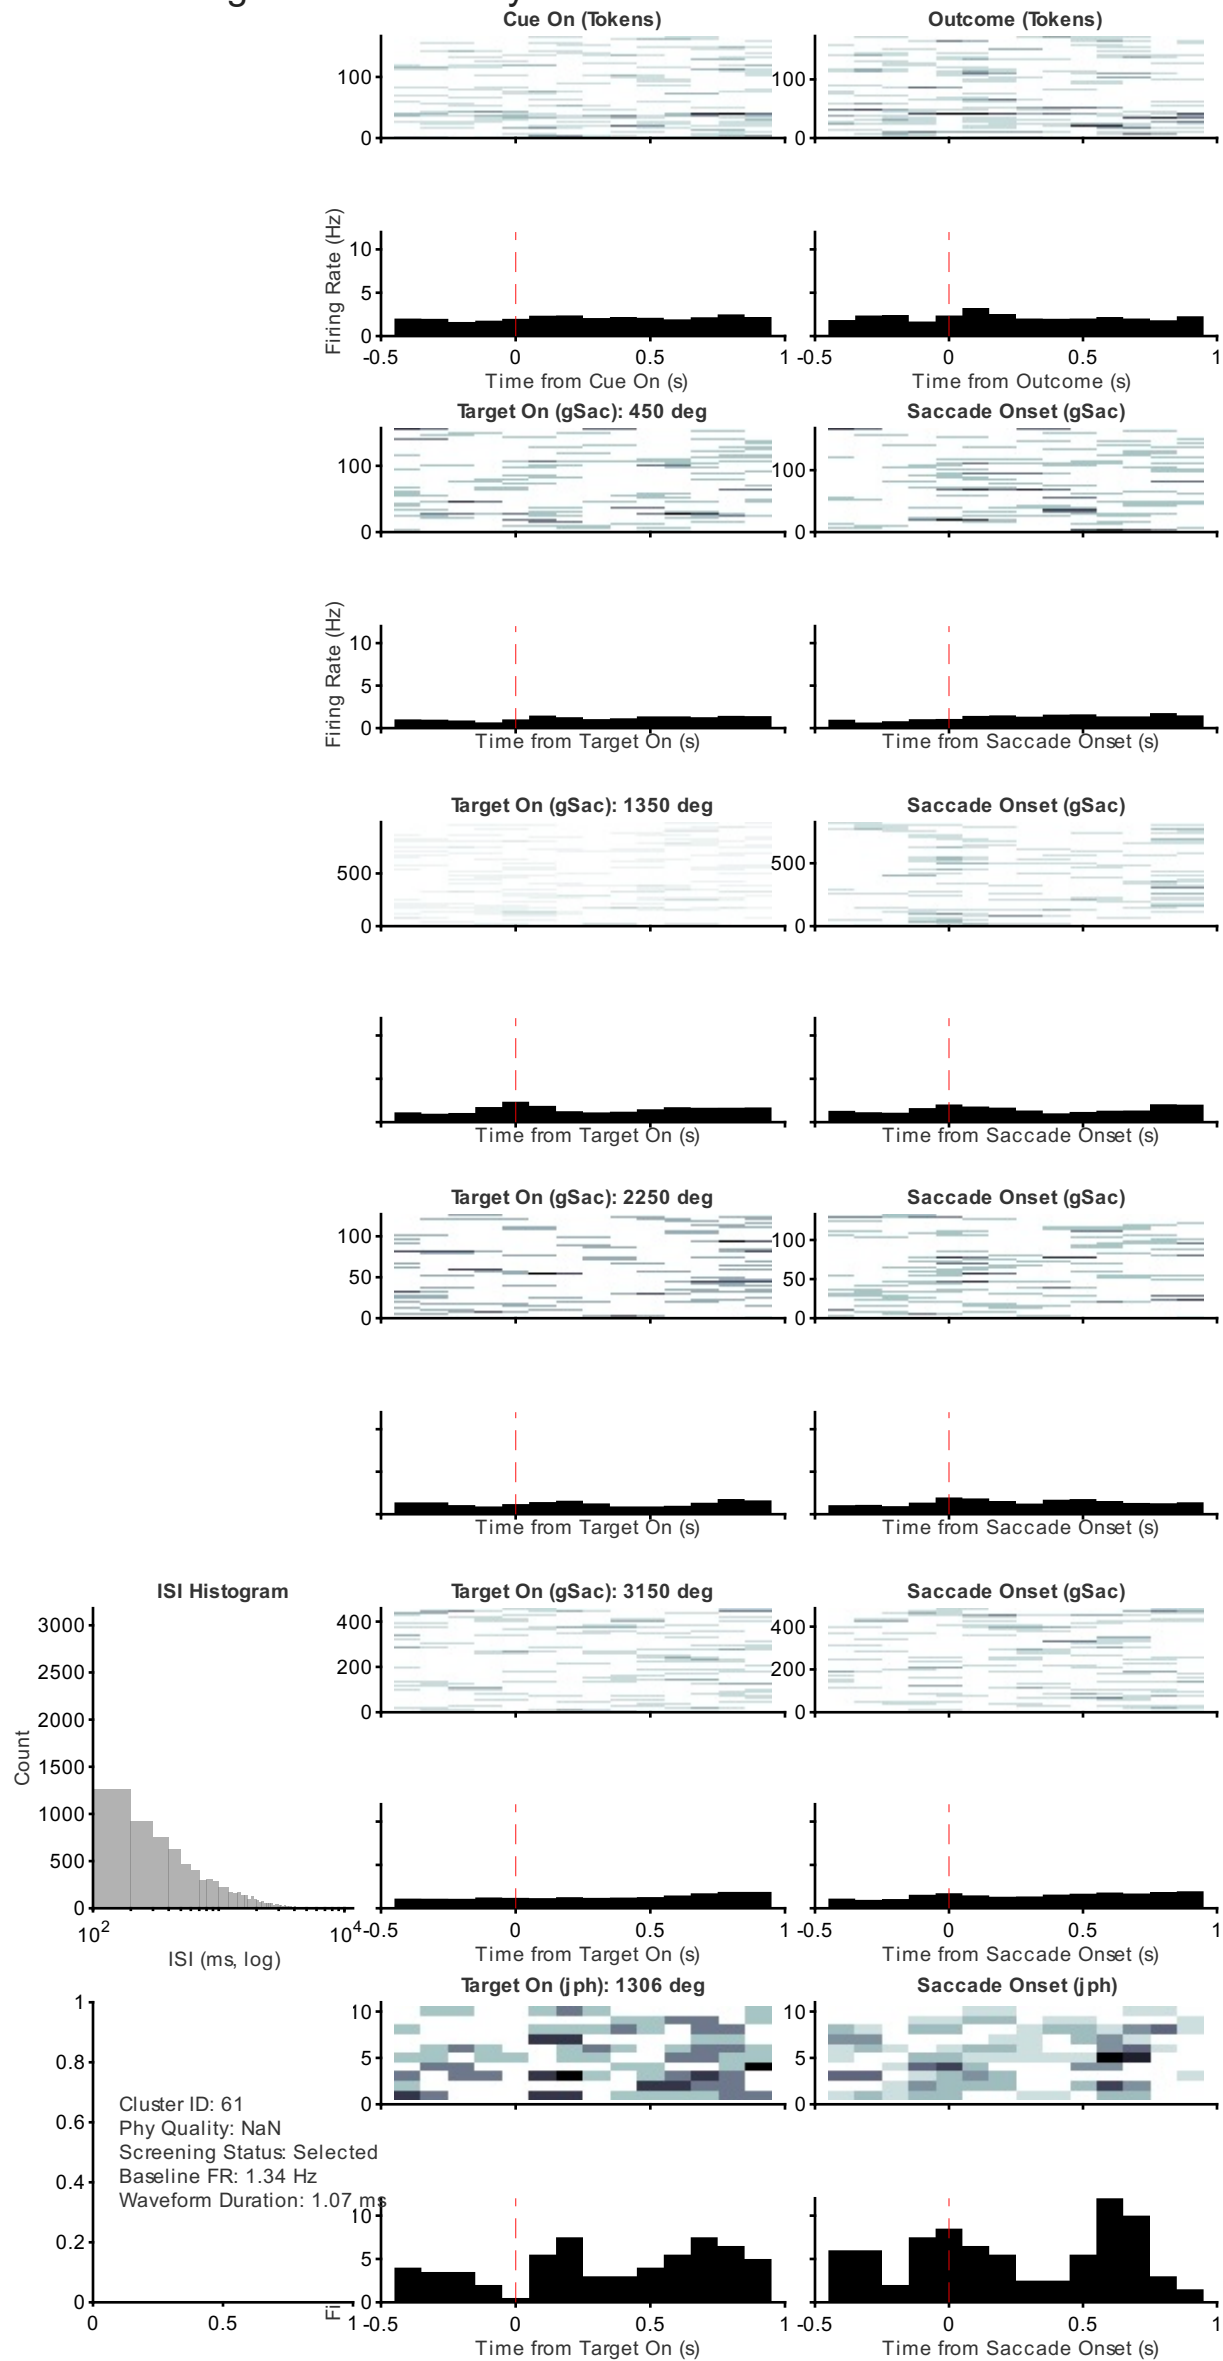 Cue On (Tokens)
Outcome (Tokens)
100
0
100
0
Firing Rate (Hz)
10
5
0
-0.5 0 0.5 1
Time from Cue On (s)
-0.5 0 0.5 1
Time from Outcome (s)
Target On (gSac): 450 deg
Saccade Onset (gSac)
100
0
100
0
Firing Rate (Hz)
10
5
0
Time from Target On (s)
Time from Saccade Onset (s)
Target On (gSac): 1350 deg
Saccade Onset (gSac)
500
0
500
0
Time from Target On (s)
Time from Saccade Onset (s)
Target On (gSac): 2250 deg
Saccade Onset (gSac)
100
50
0
100
50
0
Time from Target On (s)
Time from Saccade Onset (s)
ISI Histogram
Target On (gSac): 3150 deg
Saccade Onset (gSac)
3000
2500
2000
1500
1000
500
0
Count
10² 10⁴
ISI (ms, log)
400
200
0
400
200
0
-0.5 0 0.5 1
Time from Target On (s)
-0.5 0 0.5 1
Time from Saccade Onset (s)
Target On (jph): 1306 deg
Saccade Onset (jph)
1
0.8
0.6
0.4
0.2
0
0 0.5 1
Cluster ID: 61
Phy Quality: NaN
Screening Status: Selected
Baseline FR: 1.34 Hz
Waveform Duration: 1.07 ms
10
5
0
10
5
0
10
5
0
Fi
-0.5 0 0.5 1
Time from Target On (s)
-0.5 0 0.5 1
Time from Saccade Onset (s)